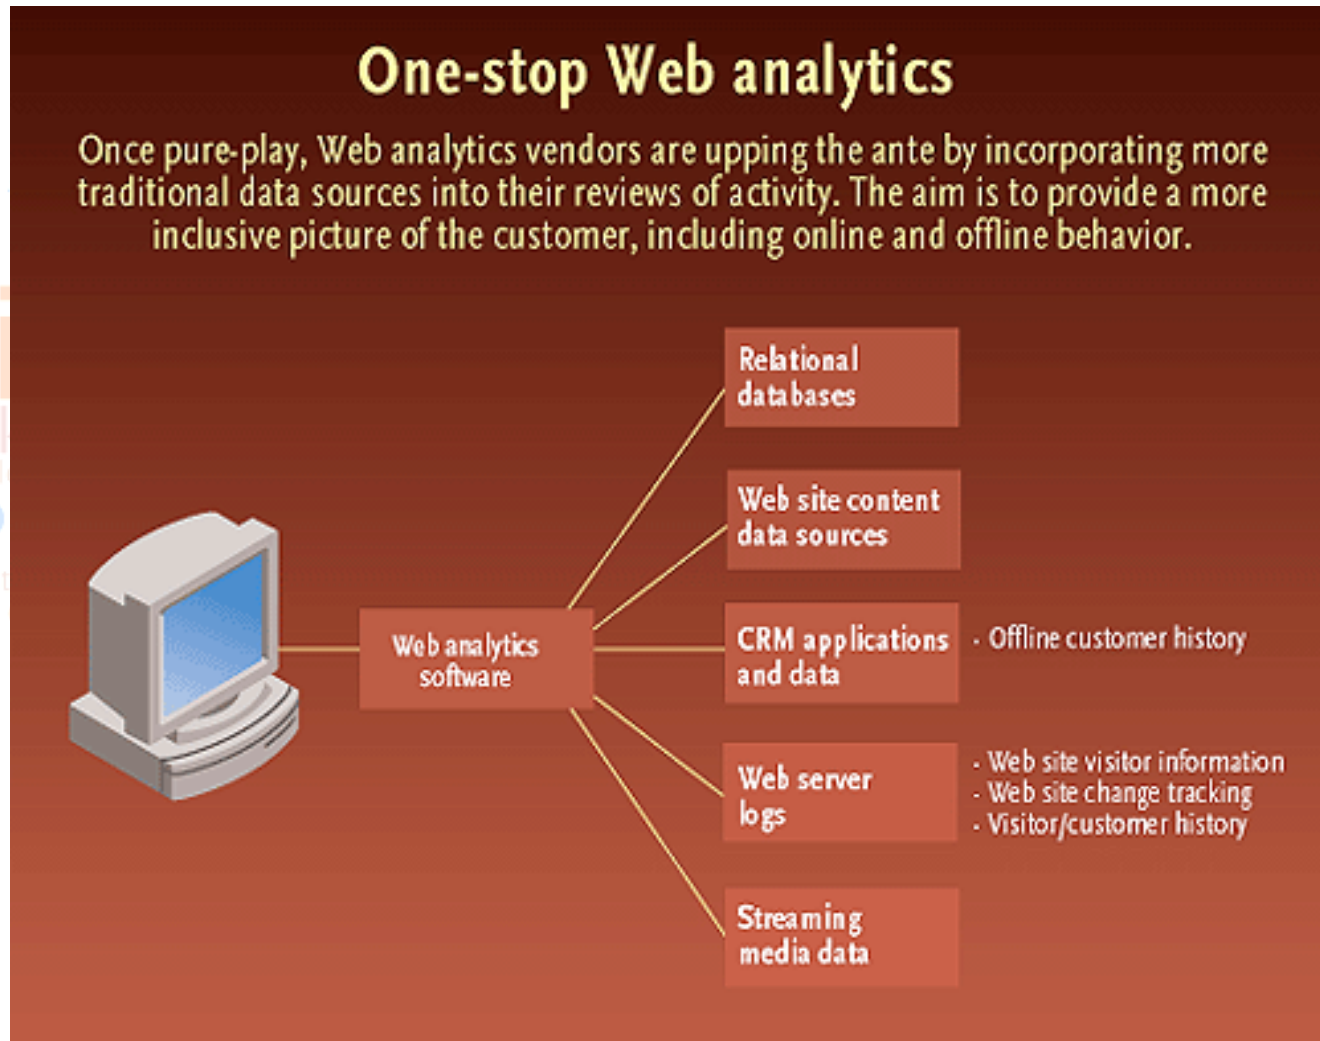 One-stop Web analytics
Once pure-play, Web analytics vendors are upping the ante by incorporating more
traditional data sources into their reviews of activity. The aim is to provide a more
inclusive picture of the customer, including online and offline behavior.
Relational
databases
Web site content
data sources
Web analytics
software
CRM applications
and data
- Offline customer history
Web server
logs
- Web site visitor information
- Web site change tracking
- Visitor/customer history
Streaming
media data